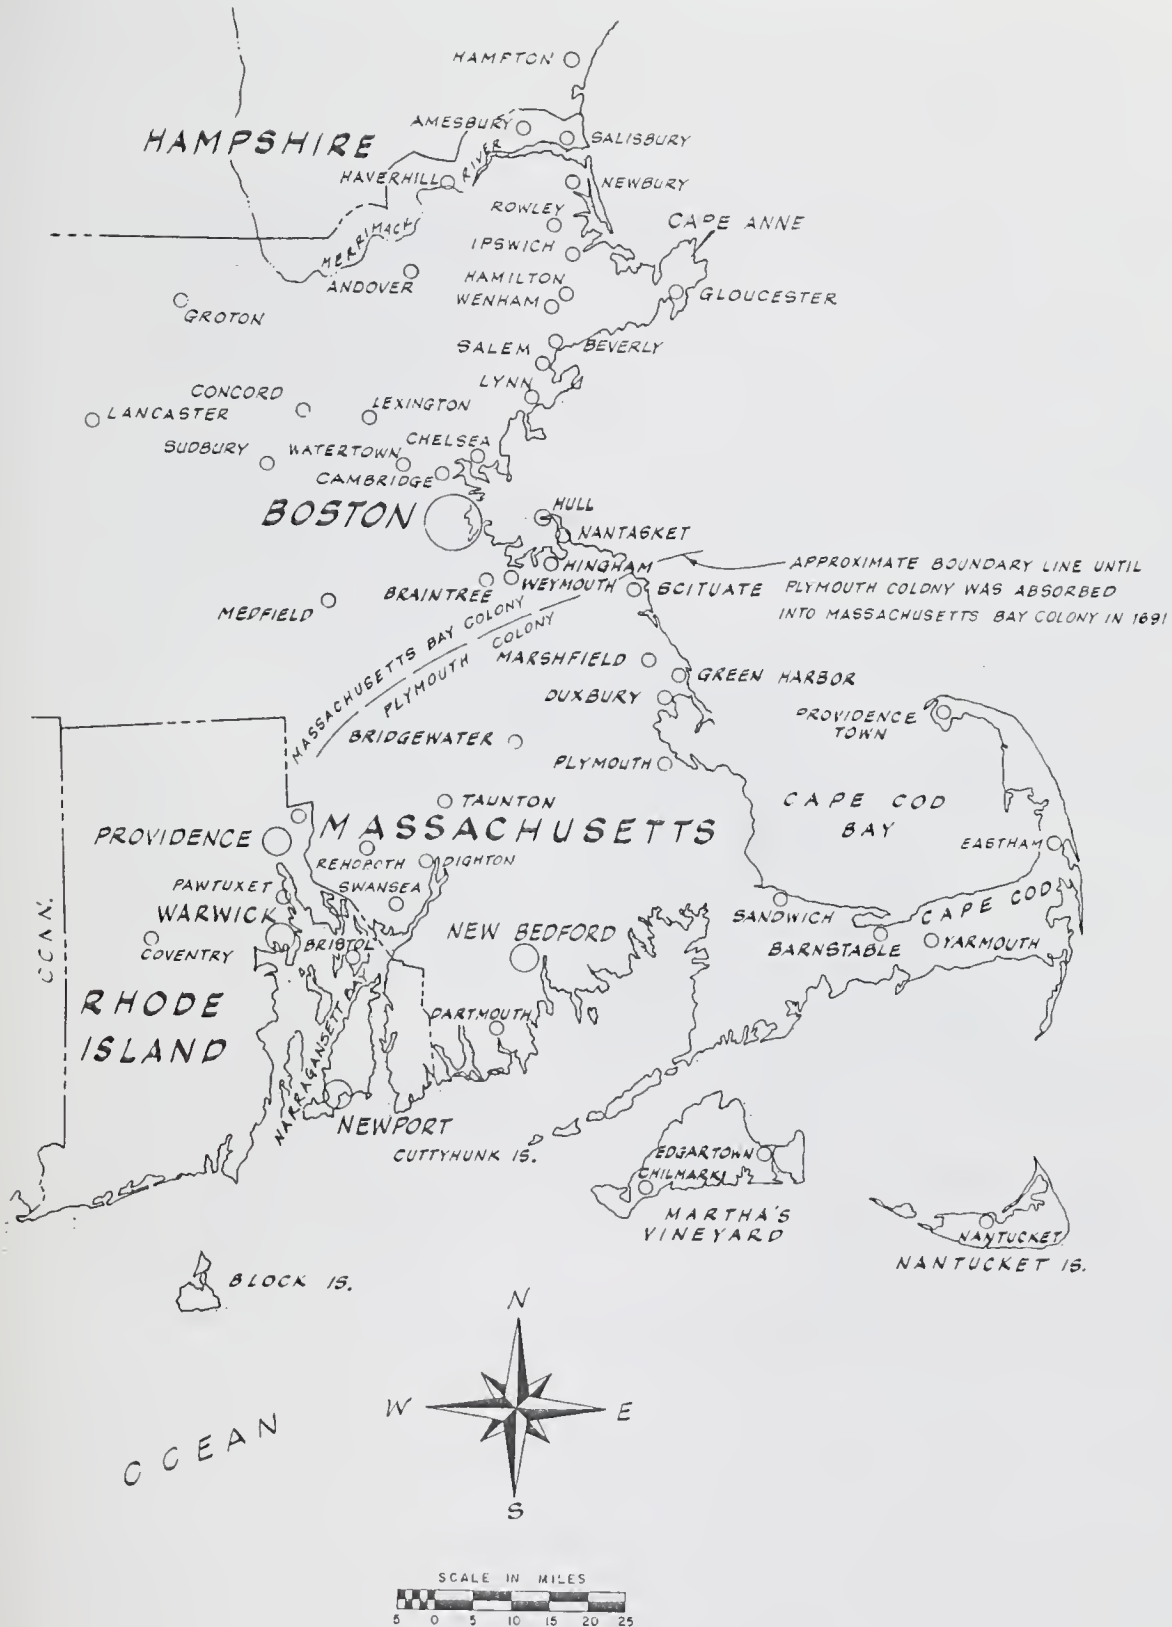 HAMPTON
AMESBURY
SALISBURY
HAMPSHIRE
RIVER
HAVERHILL
NEWBURY
ROWLEY
CAPE ANNE
MERRIMACK
IPSWICH
ANDOVER
HAMILTON
WENHAM
GLOUCESTER
GROTON
SALEM
BEVERLY
LYNN
CONCORD
LEXINGTON
LANCASTER
SUDBURY
WATERTOWN
CHELSEA
CAMBRIDGE
BOSTON
HULL
NANTASKET
HINGHAM
APPROXIMATE BOUNDARY LINE UNTIL
PLYMOUTH COLONY WAS ABSORBED
INTO MASSACHUSETTS BAY COLONY IN 1691
BRAINTREE
WEYMOUTH
SCITUATE
MEDFIELD
MASSACHUSETTS BAY COLONY
PLYMOUTH COLONY
MARSHFIELD
GREEN HARBOR
DUXBURY
PROVIDENCE
TOWN
BRIDGEWATER
PLYMOUTH
CAPE COD
BAY
TAUNTON
MASSACHUSETTS
PROVIDENCE
EASTHAM
REHOBOTH
DIGHTON
PAWTUXET
SWANSEA
SANDWICH
CAPE COD
WARWICK
NEW BEDFORD
BARNSTABLE
YARMOUTH
COVENTRY
BRISTOL
CONN.
RHODE
ISLAND
DARTMOUTH
NARRAGANSETT BAY
NEWPORT
CUTTYHUNK IS.
EDGARTOWN
CHILMARK
MARTHA'S
VINEYARD
NANTUCKET
NANTUCKET IS.
BLOCK IS.
N
W
E
S
OCEAN
SCALE IN MILES
5 0 5 10 15 20 25